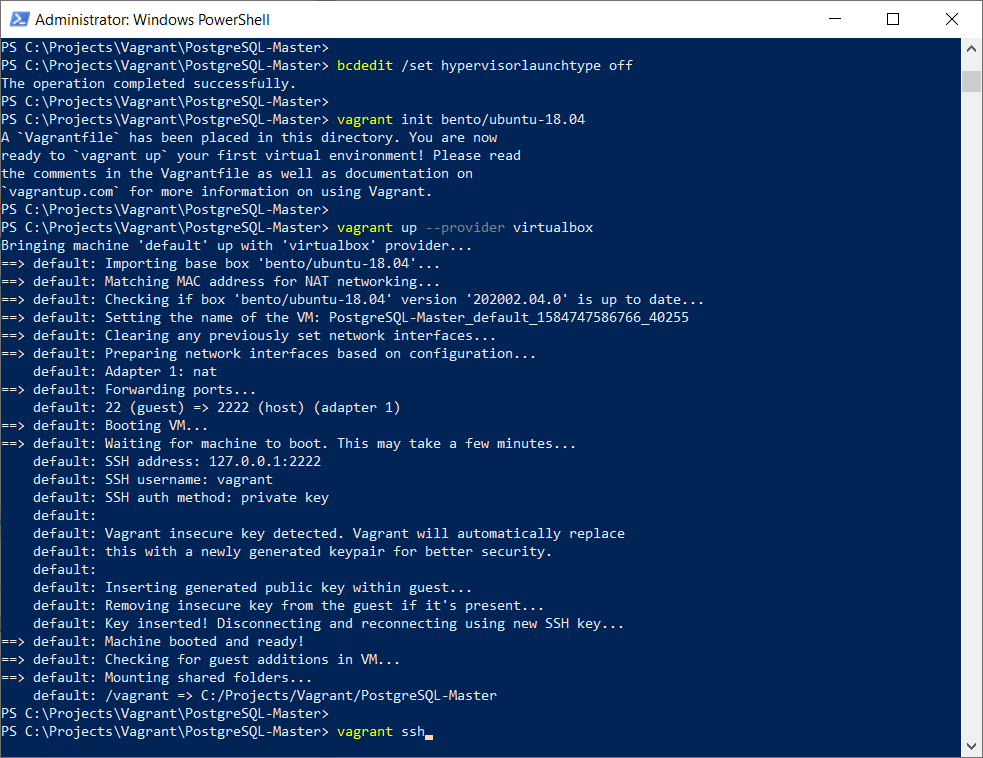 Administrator: Windows PowerShell
PS C:\Projects\Vagrant\PostgreSQL-Master>
PS C:\Projects\Vagrant\PostgreSQL-Master> bcdedit /set hypervisorlaunchtype off
The operation completed successfully.
PS C:\Projects\Vagrant\PostgreSQL-Master>
PS C:\Projects\Vagrant\PostgreSQL-Master> vagrant init bento/ubuntu-18.04
A `Vagrantfile` has been placed in this directory. You are now
ready to `vagrant up` your first virtual environment! Please read
the comments in the Vagrantfile as well as documentation on
`vagrantup.com` for more information on using Vagrant.
PS C:\Projects\Vagrant\PostgreSQL-Master>
PS C:\Projects\Vagrant\PostgreSQL-Master> vagrant up --provider virtualbox
Bringing machine 'default' up with 'virtualbox' provider...
==> default: Importing base box 'bento/ubuntu-18.04'...
==> default: Matching MAC address for NAT networking...
==> default: Checking if box 'bento/ubuntu-18.04' version '202002.04.0' is up to date...
==> default: Setting the name of the VM: PostgreSQL-Master_default_1584747586766_40255
==> default: Clearing any previously set network interfaces...
==> default: Preparing network interfaces based on configuration...
    default: Adapter 1: nat
==> default: Forwarding ports...
    default: 22 (guest) => 2222 (host) (adapter 1)
==> default: Booting VM...
==> default: Waiting for machine to boot. This may take a few minutes...
    default: SSH address: 127.0.0.1:2222
    default: SSH username: vagrant
    default: SSH auth method: private key
    default:
    default: Vagrant insecure key detected. Vagrant will automatically replace
    default: this with a newly generated keypair for better security.
    default:
    default: Inserting generated public key within guest...
    default: Removing insecure key from the guest if it's present...
    default: Key inserted! Disconnecting and reconnecting using new SSH key...
==> default: Machine booted and ready!
==> default: Checking for guest additions in VM...
==> default: Mounting shared folders...
    default: /vagrant => C:/Projects/Vagrant/PostgreSQL-Master
PS C:\Projects\Vagrant\PostgreSQL-Master>
PS C:\Projects\Vagrant\PostgreSQL-Master> vagrant ssh